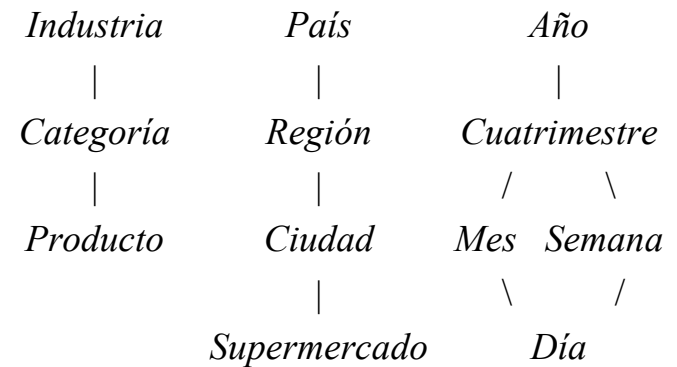 Industria País Año
| | |
Categoría Región Cuatrimestre
| | / \
Producto Ciudad Mes Semana
| \ /
Supermercado Día